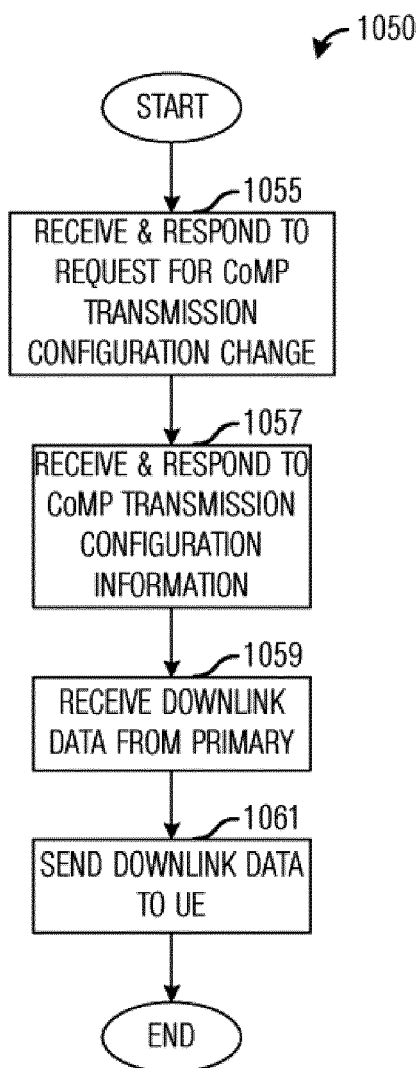 1050
START
1055
RECEIVE & RESPOND TO
REQUEST FOR CoMP
TRANSMISSION
CONFIGURATION CHANGE
1057
RECEIVE & RESPOND TO
CoMP TRANSMISSION
CONFIGURATION
INFORMATION
1059
RECEIVE DOWNLINK
DATA FROM PRIMARY
1061
SEND DOWNLINK DATA
TO UE
END